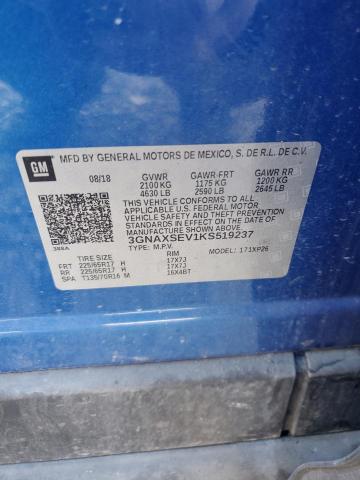 GM
MFD BY GENERAL MOTORS DE MEXICO, S. DE R.L. DE C.V.
08/18 GVWR GAWR-FRT GAWR RR
2100 KG 1175 KG 1200 KG
4630 LB 2590 LB 2645 LB
THIS VEHICLE CONFORMS TO ALL APPLICABLE
U.S. FEDERAL MOTOR VEHICLE SAFETY, BUMPER, AND THEFT
PREVENTION STANDARDS IN EFFECT ON THE DATE OF
MANUFACTURE SHOWN ABOVE.
3GNAXSEV1KS519237
TYPE: M.P.V. 171XP26
TIRE SIZE RIM
FRT 225/65R17 H 17X7J
RR 225/65R17 H 17X7J
SPA T135/70R16 M 16X4BT